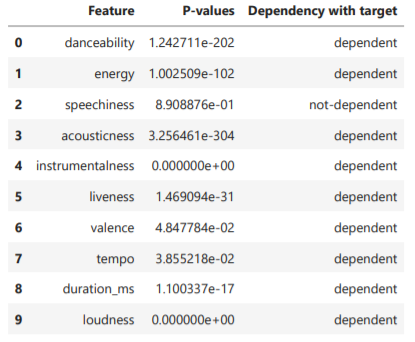 Feature P-values Dependency with target
0 danceability 1.242711e-202 dependent
1 energy 1.002509e-102 dependent
2 speechiness 8.908876e-01 not-dependent
3 acousticness 3.256461e-304 dependent
4 instrumentalness 0.000000e+00 dependent
5 liveness 1.469094e-31 dependent
6 valence 4.847784e-02 dependent
7 tempo 3.855218e-02 dependent
8 duration_ms 1.100337e-17 dependent
9 loudness 0.000000e+00 dependent